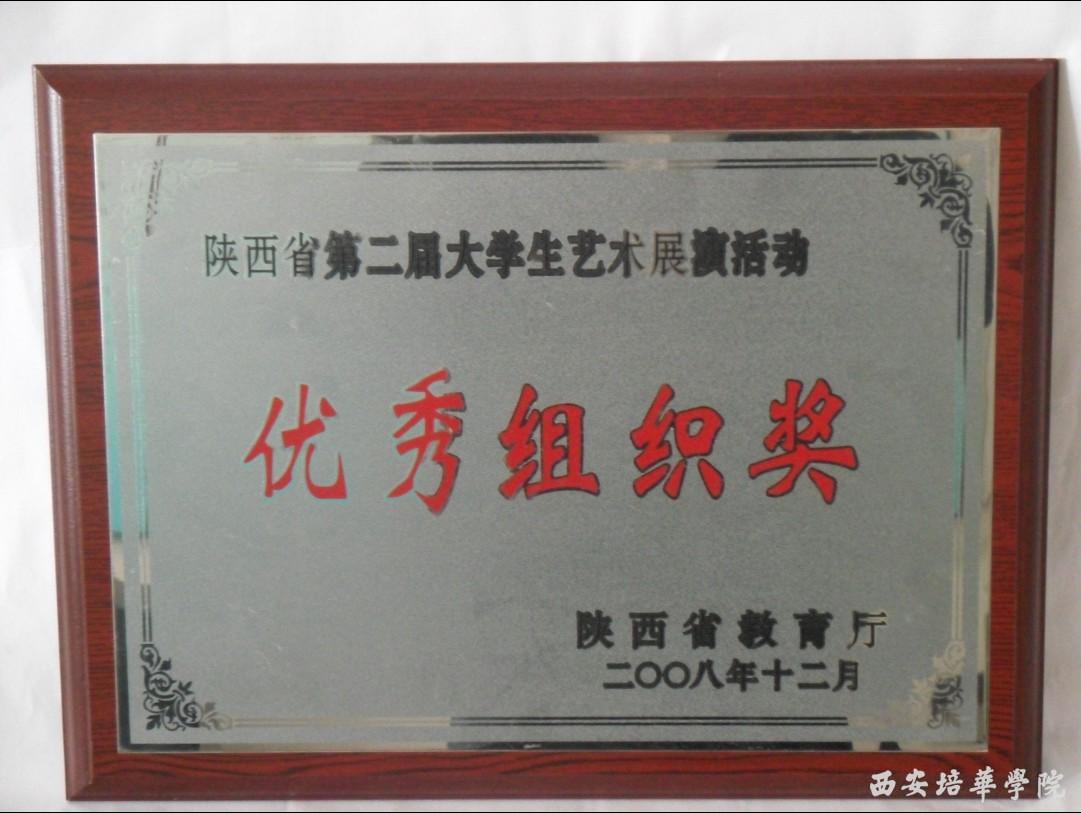 陕西省第二届大学生艺术展演活动
优秀组织奖
陕西省教育厅
二〇〇八年十二月
西安培華學院